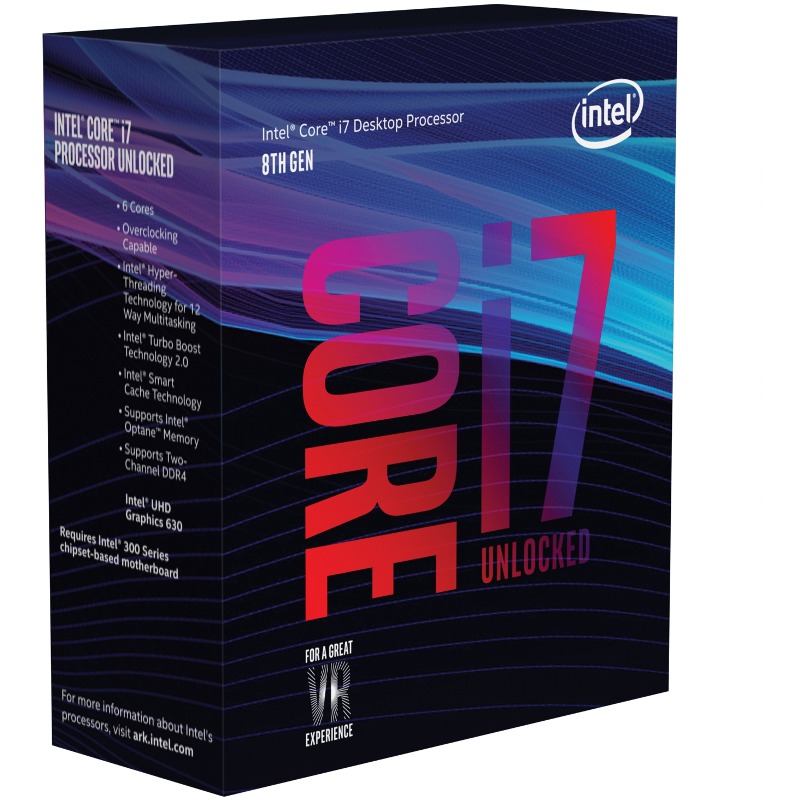 INTEL® CORE™ i7
PROCESSOR UNLOCKED
• 6 Cores
• Overclocking
Capable
• Intel® Hyper-
Threading
Technology for 12
Way Multitasking
• Intel® Turbo Boost
Technology 2.0
• Intel® Smart
Cache Technology
• Supports Intel®
Optane™ Memory
• Supports Two-
Channel DDR4
Intel® UHD
Graphics 630
Requires Intel® 300 Series
chipset-based motherboard
For more information about Intel's
processors, visit ark.intel.com
Intel® Core™ i7 Desktop Processor
8TH GEN
intel®
CORE
i7
UNLOCKED
FOR A GREAT
VR
EXPERIENCE